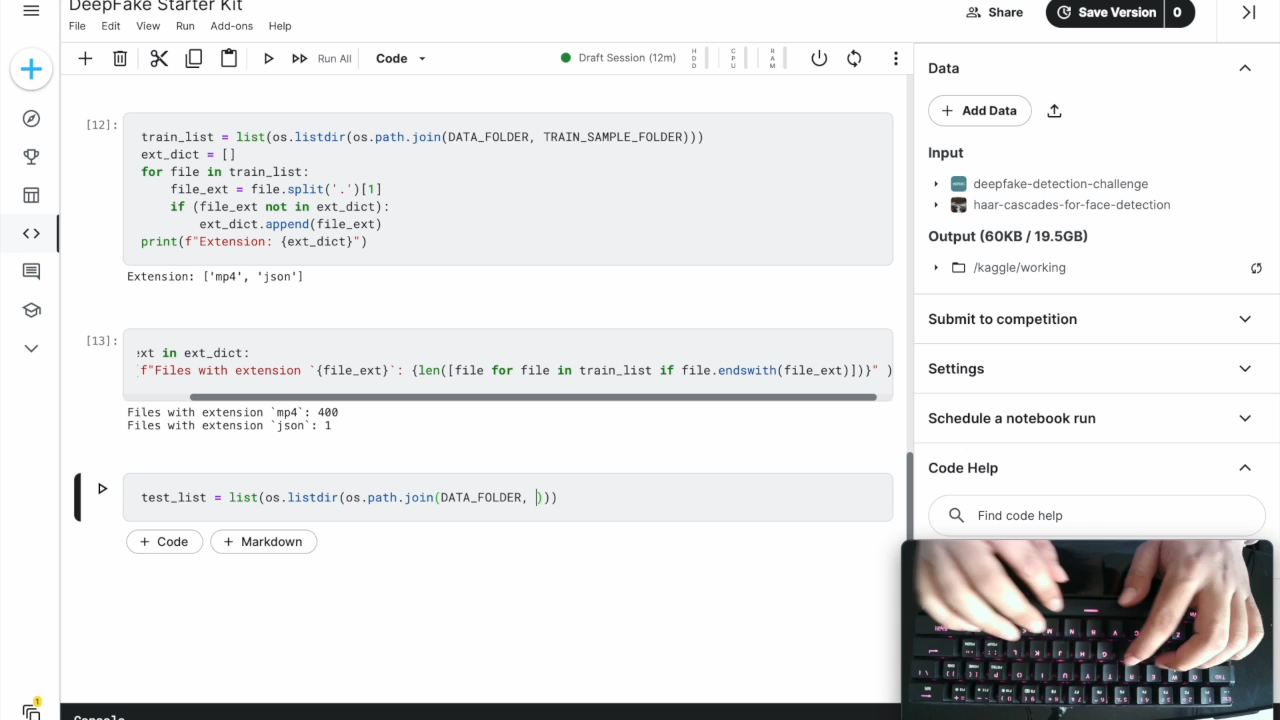 DeepFake Starter Kit
File Edit View Run Add-ons Help
Share
Save Version 0
Run All
Code
Draft Session (12m)
HDD
CPU
RAM
[12]:
train_list = list(os.listdir(os.path.join(DATA_FOLDER, TRAIN_SAMPLE_FOLDER)))
ext_dict = []
for file in train_list:
    file_ext = file.split('.')[1]
    if (file_ext not in ext_dict):
        ext_dict.append(file_ext)
print(f"Extension: {ext_dict}")
Extension: ['mp4', 'json']
[13]:
ext in ext_dict:
f"Files with extension `{file_ext}`: {len([file for file in train_list if file.endswith(file_ext)])}" )
Files with extension `mp4`: 400
Files with extension `json`: 1
test_list = list(os.listdir(os.path.join(DATA_FOLDER, )))
+ Code
+ Markdown
Data
+ Add Data
Input
deepfake-detection-challenge
haar-cascades-for-face-detection
Output (60KB / 19.5GB)
/kaggle/working
Submit to competition
Settings
Schedule a notebook run
Code Help
Find code help
1
Console